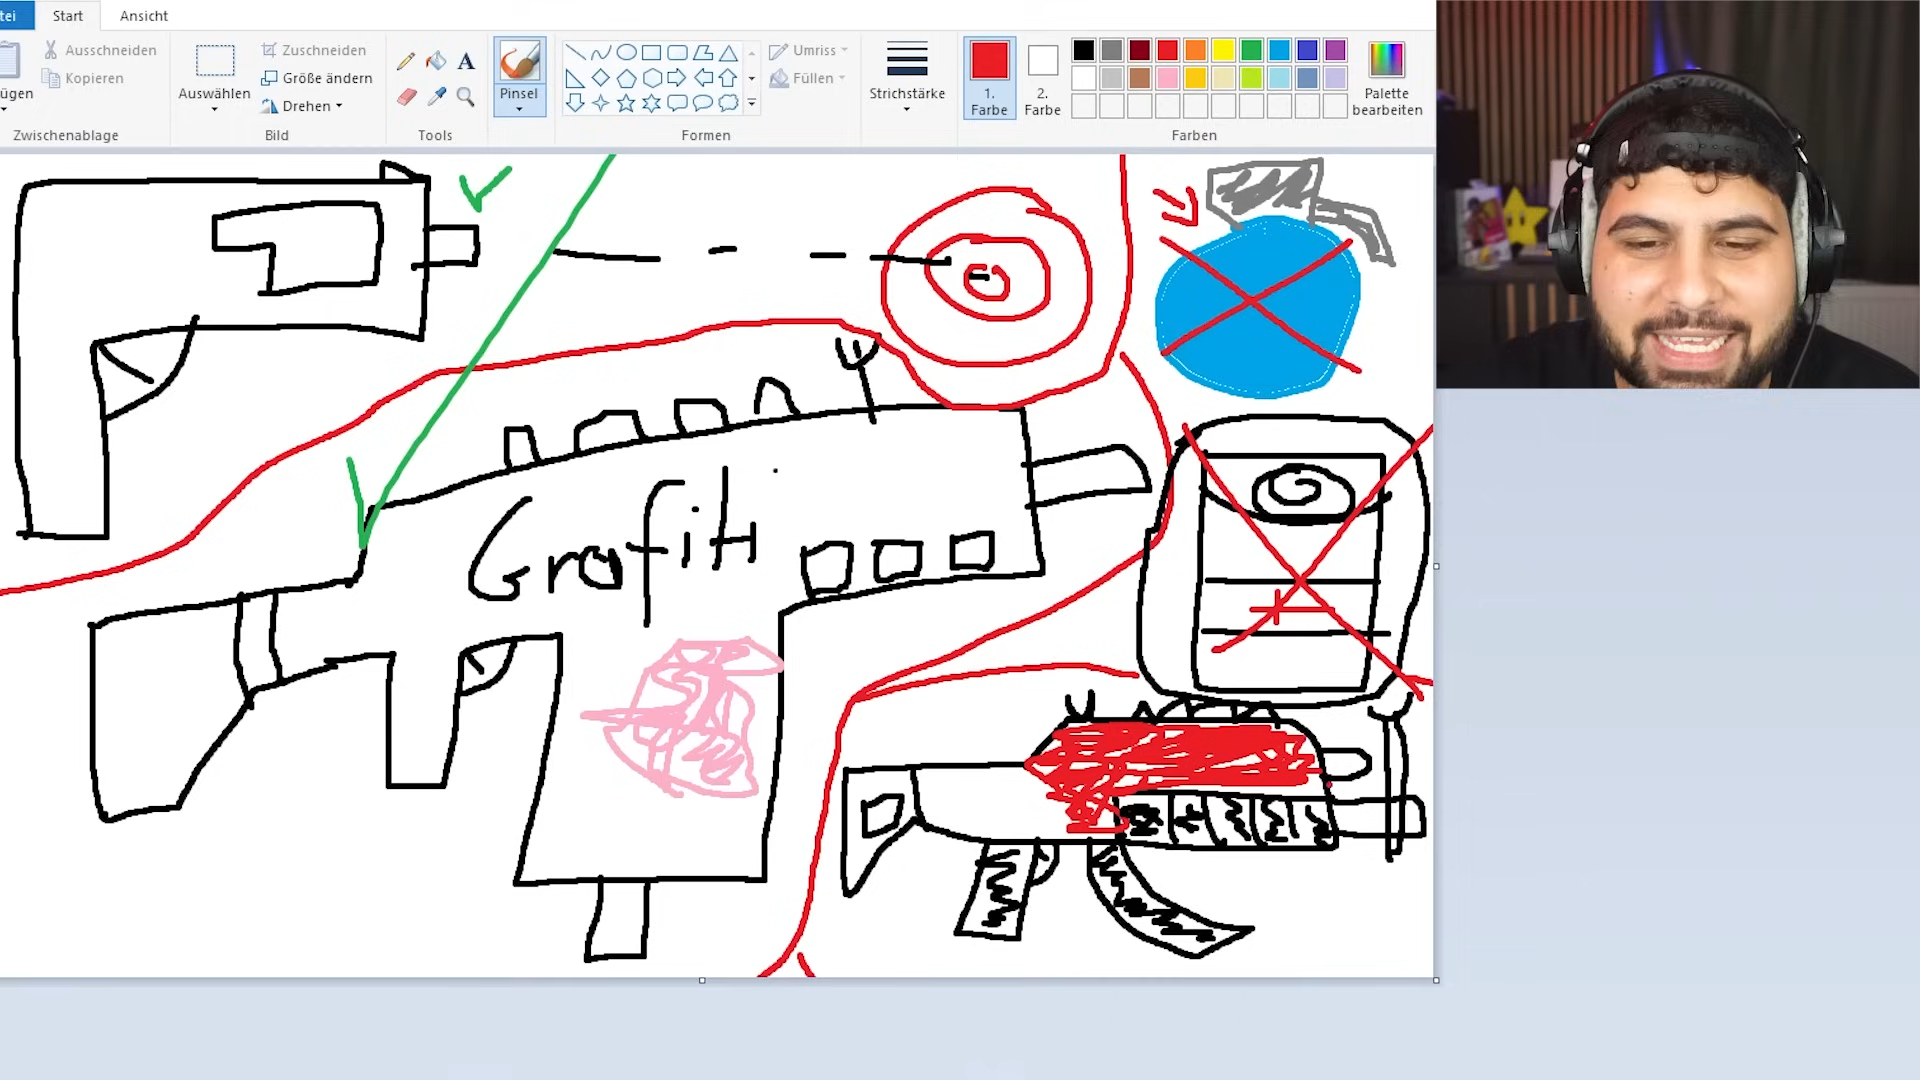 tei Start Ansicht
Ausschneiden
Kopieren
ügen
Zwischenablage
Auswählen
Zuschneiden
Größe ändern
Drehen
Bild
A
Tools
Pinsel
Formen
Umriss
Füllen
Strichstärke
1.
Farbe
2.
Farbe
Palette
bearbeiten
Farben
Grafiti